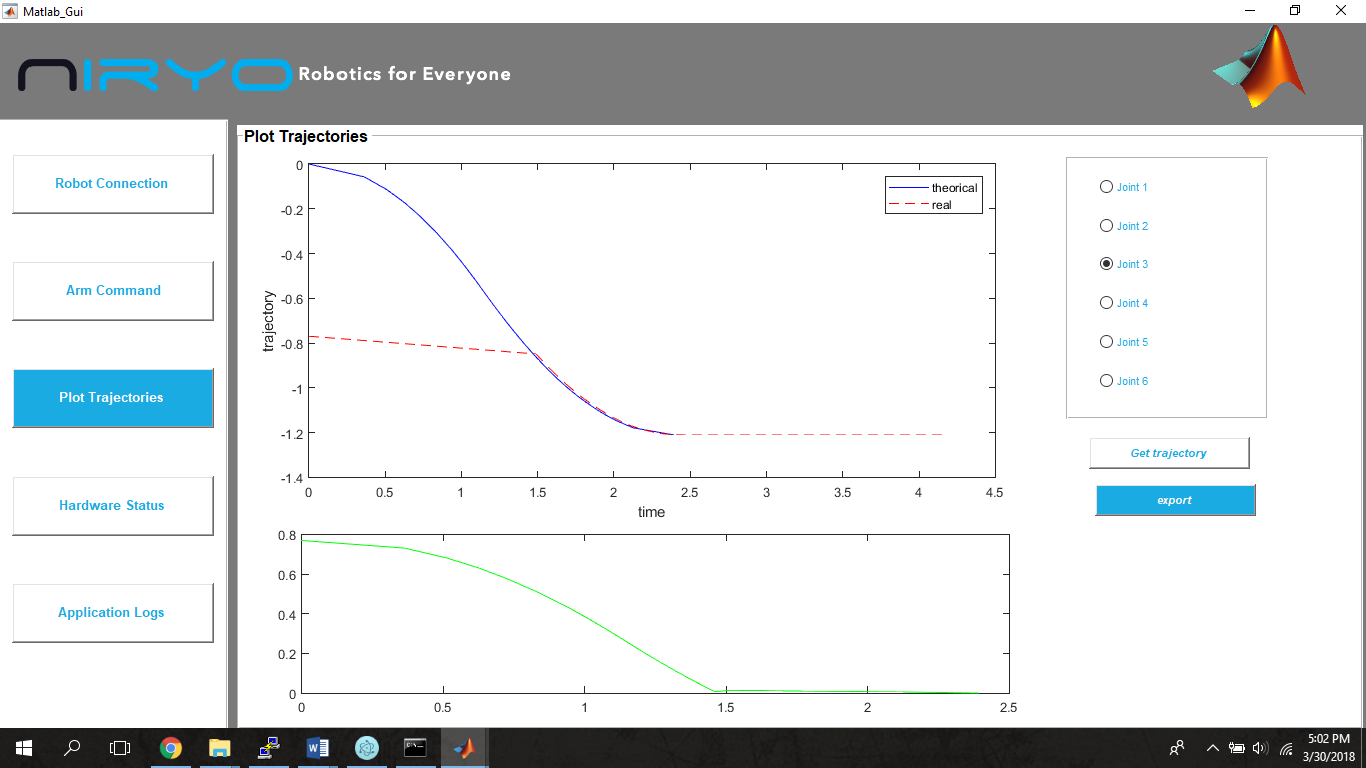 Matlab_Gui
NIRYO Robotics for Everyone
Robot Connection
Arm Command
Plot Trajectories
Hardware Status
Application Logs
Plot Trajectories
trajectory
0
-0.2
-0.4
-0.6
-0.8
-1
-1.2
-1.4
theorical
real
0 0.5 1 1.5 2 2.5 3 3.5 4 4.5
time
0.8
0.6
0.4
0.2
0
0 0.5 1 1.5 2 2.5
Joint 1
Joint 2
Joint 3
Joint 4
Joint 5
Joint 6
Get trajectory
export
5:02 PM
3/30/2018